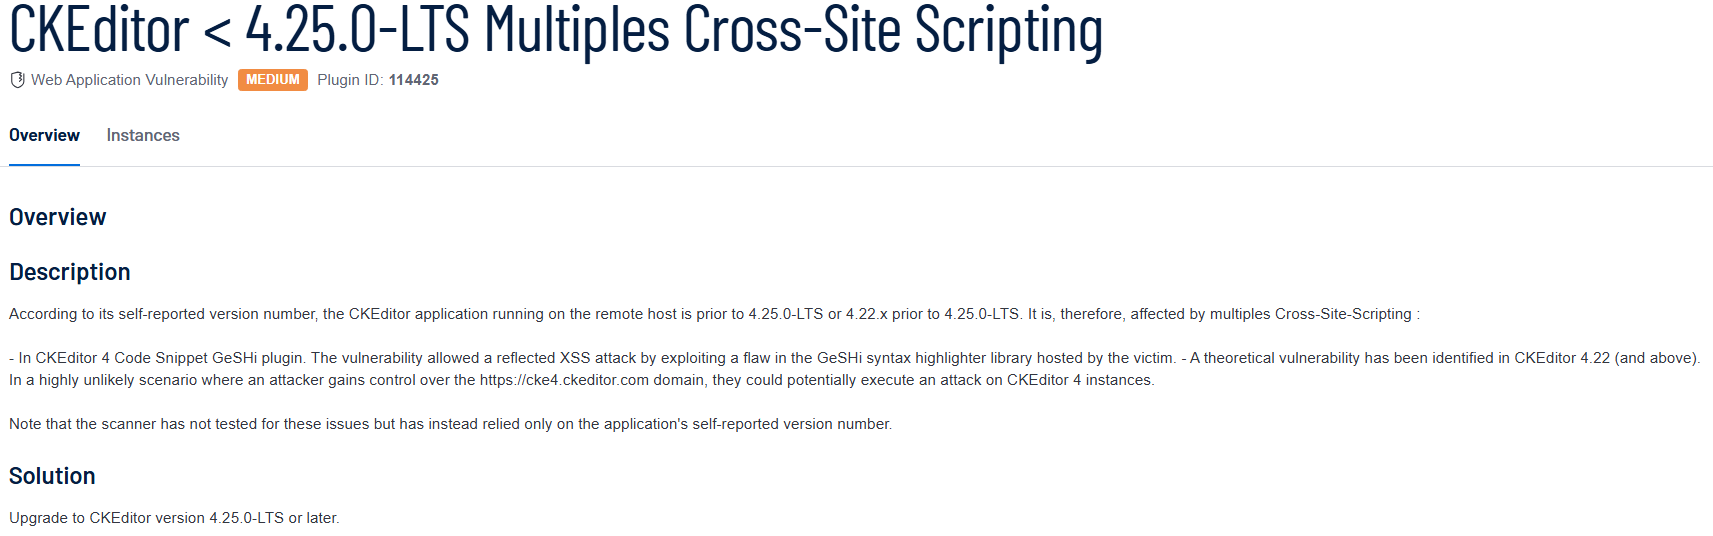 CKEditor < 4.25.0-LTS Multiples Cross-Site Scripting
Web Application Vulnerability MEDIUM Plugin ID: 114425
Overview Instances
Overview
Description
According to its self-reported version number, the CKEditor application running on the remote host is prior to 4.25.0-LTS or 4.22.x prior to 4.25.0-LTS. It is, therefore, affected by multiples Cross-Site-Scripting :
- In CKEditor 4 Code Snippet GeSHi plugin. The vulnerability allowed a reflected XSS attack by exploiting a flaw in the GeSHi syntax highlighter library hosted by the victim. - A theoretical vulnerability has been identified in CKEditor 4.22 (and above).
In a highly unlikely scenario where an attacker gains control over the https://cke4.ckeditor.com domain, they could potentially execute an attack on CKEditor 4 instances.
Note that the scanner has not tested for these issues but has instead relied only on the application's self-reported version number.
Solution
Upgrade to CKEditor version 4.25.0-LTS or later.